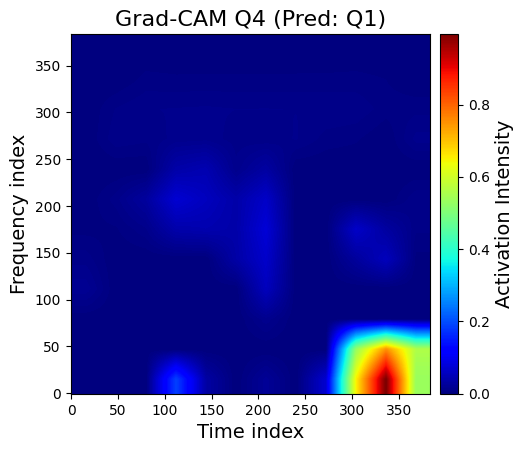 Grad-CAM Q4 (Pred: Q1)
Frequency index
350
300
250
200
150
100
50
0
0 50 100 150 200 250 300 350
Time index
0.8
0.6
0.4
0.2
0.0
Activation Intensity